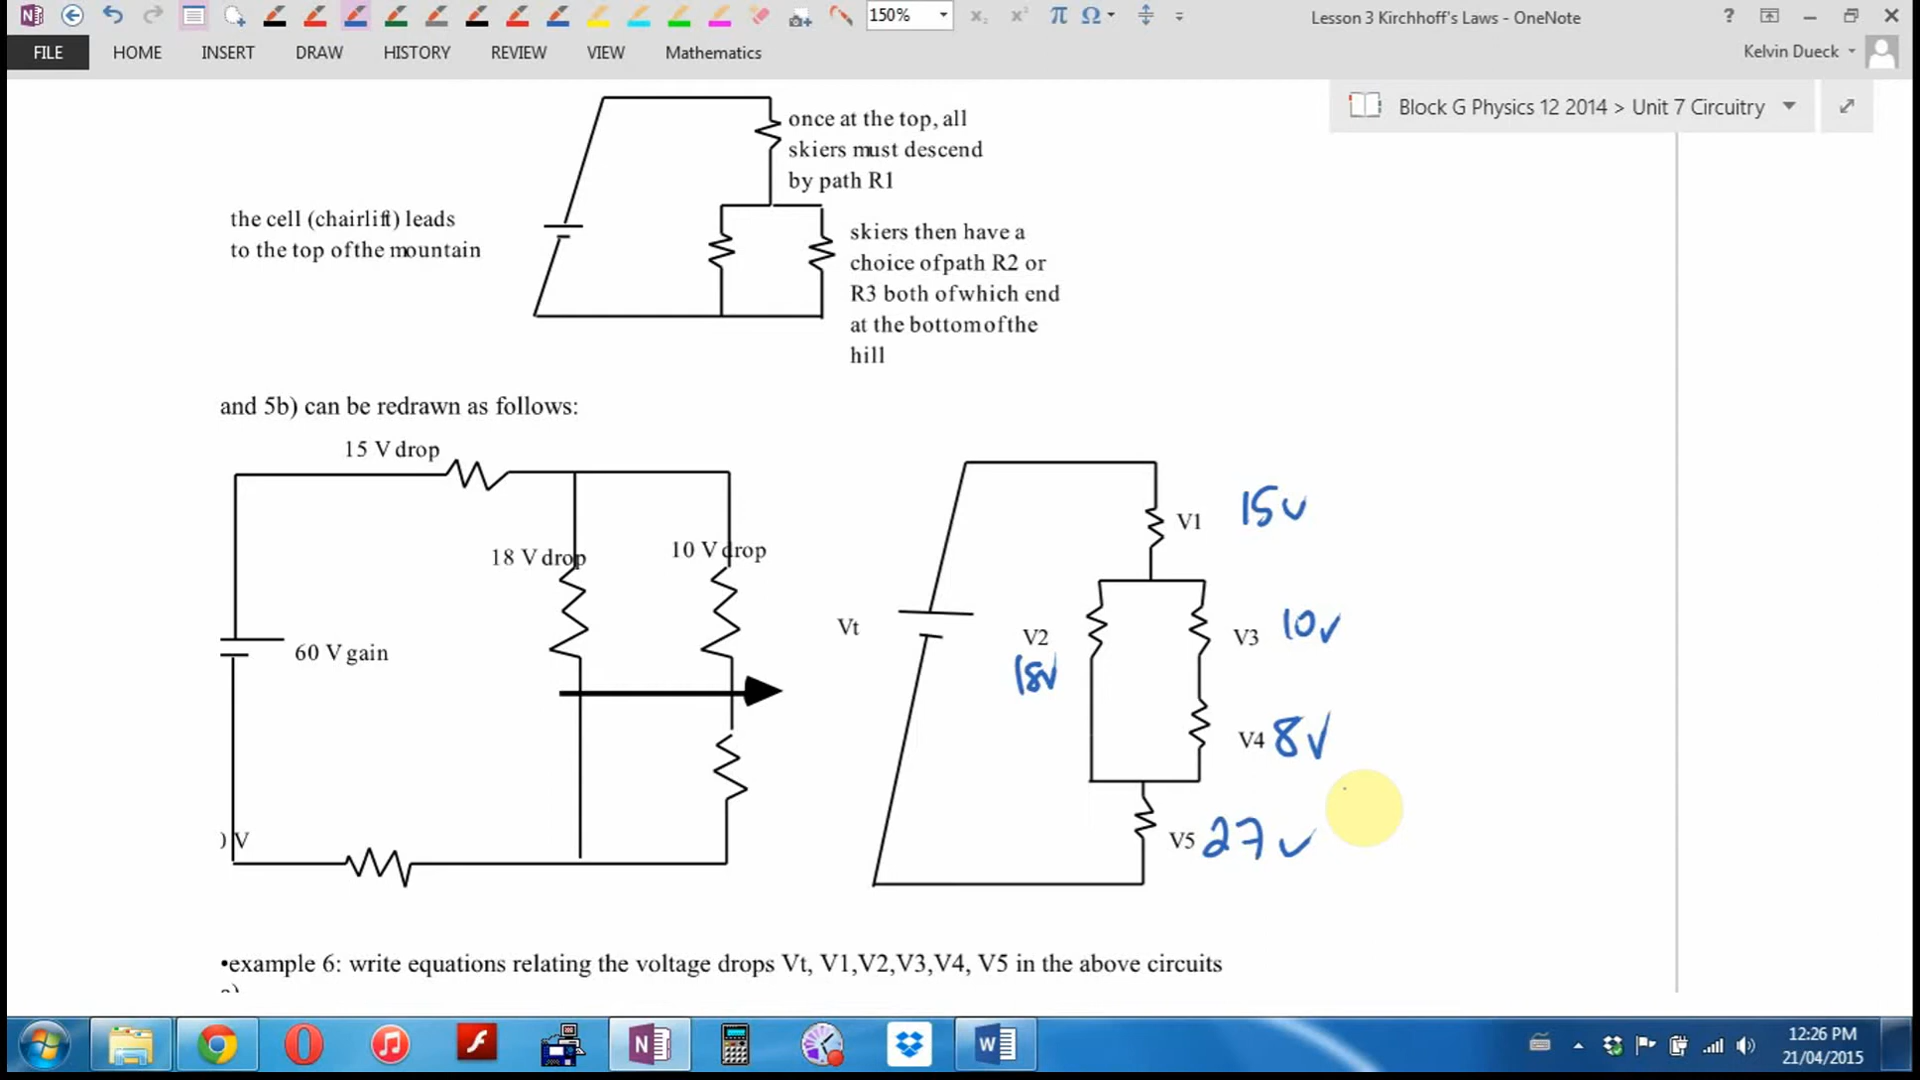 150%
x₂
x²
π
Ω
Lesson 3 Kirchhoff's Laws - OneNote
?
FILE
HOME
INSERT
DRAW
HISTORY
REVIEW
VIEW
Mathematics
Kelvin Dueck
Block G Physics 12 2014 > Unit 7 Circuitry
once at the top, all
skiers must descend
by path R1
the cell (chairlift) leads
to the top of the mountain
skiers then have a
choice of path R2 or
R3 both of which end
at the bottom of the
hill
and 5b) can be redrawn as follows:
15 V drop
18 V drop
10 V drop
60 V gain
) V
V1 15v
Vt
V2
18v
V3 10v
V4 8v
V5 27v
•example 6: write equations relating the voltage drops Vt, V1,V2,V3,V4, V5 in the above circuits
a)
12:26 PM
21/04/2015